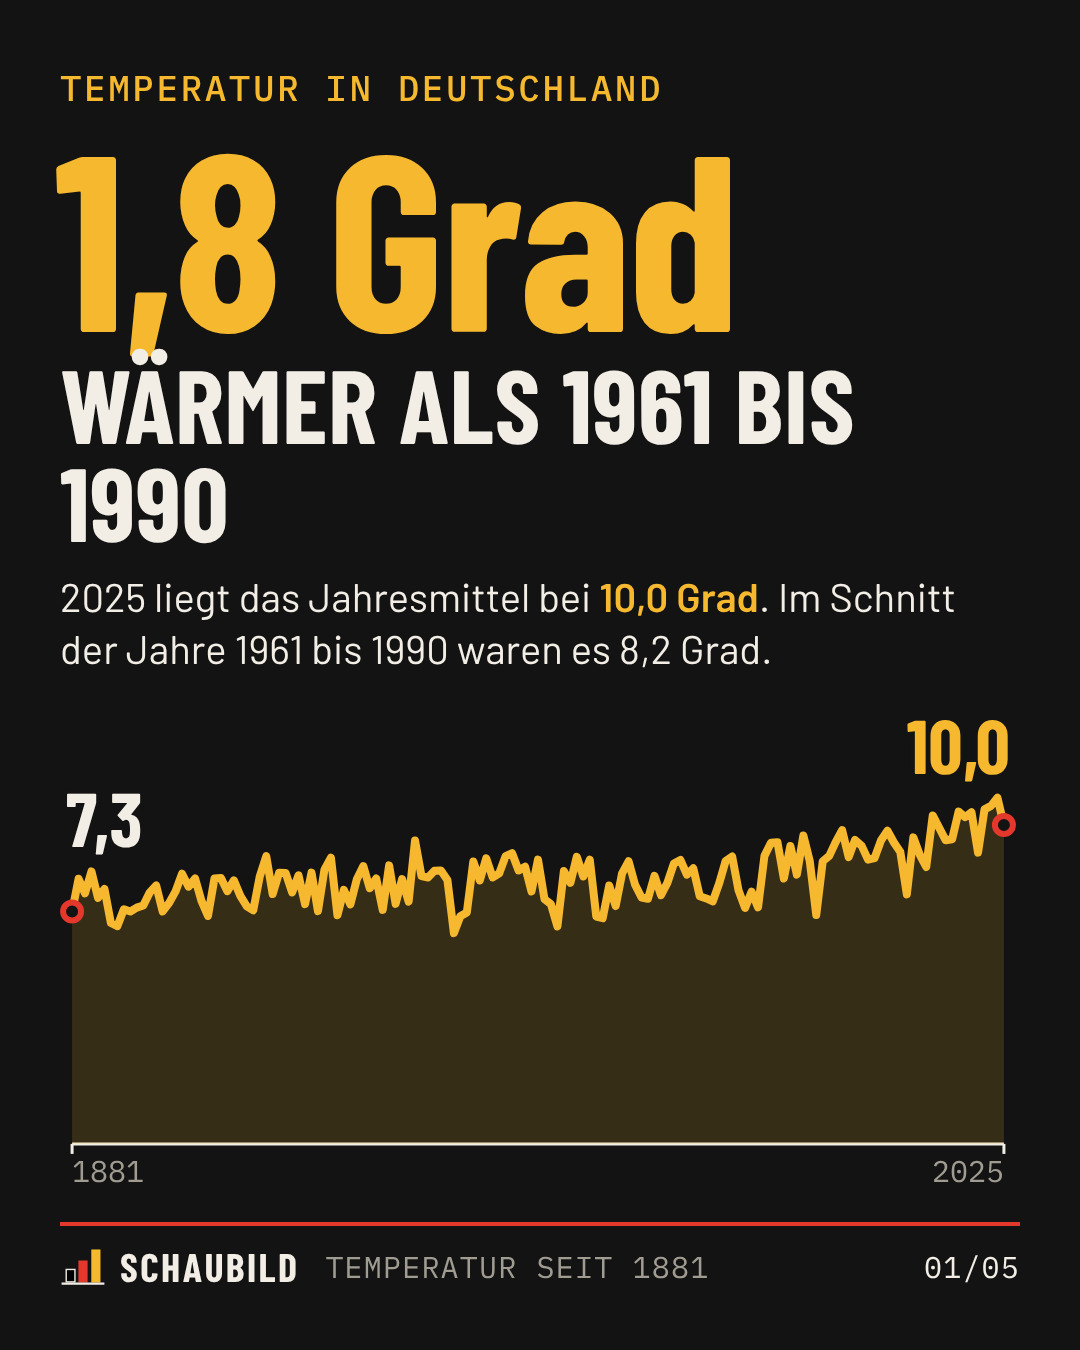 TEMPERATUR IN DEUTSCHLAND
1,8 Grad
WÄRMER ALS 1961 BIS
1990
2025 liegt das Jahresmittel bei 10,0 Grad. Im Schnitt
der Jahre 1961 bis 1990 waren es 8,2 Grad.
10,0
7,3
1881 2025
SCHAUBILD TEMPERATUR SEIT 1881 01/05